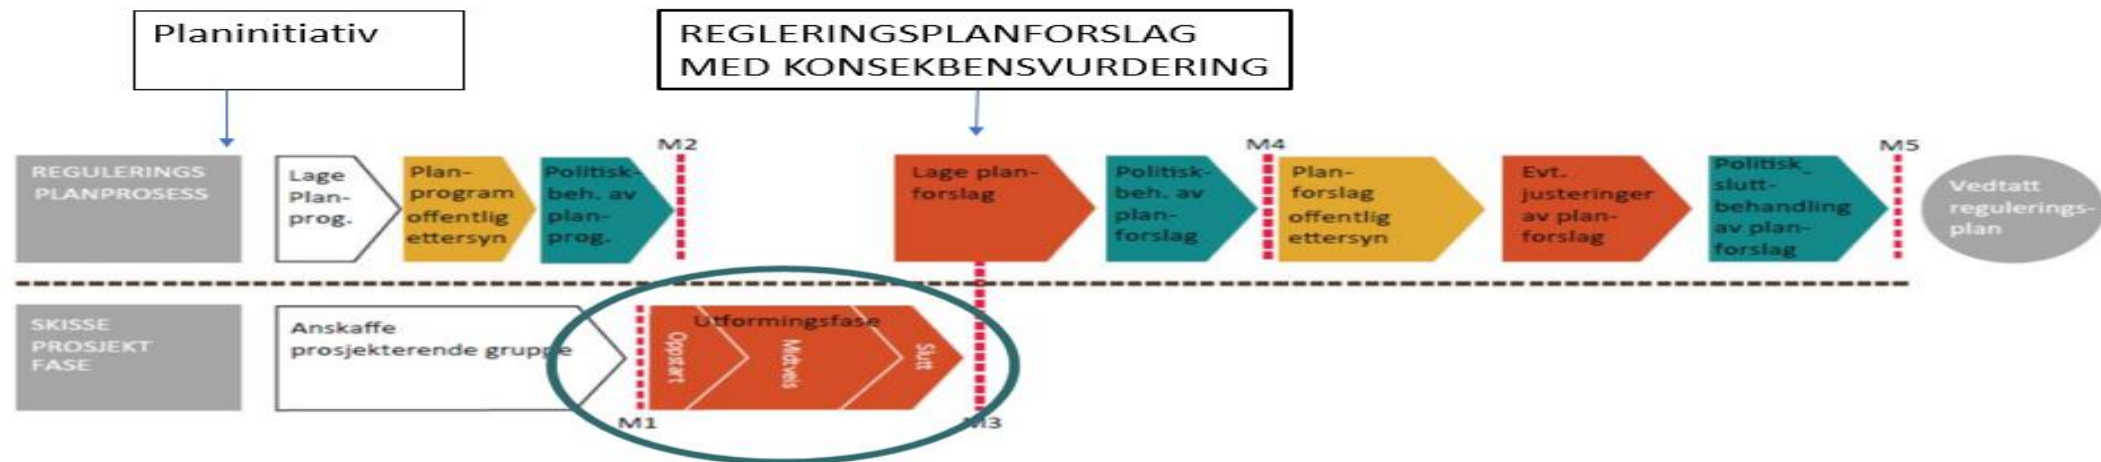 Planinitiativ
REGLERINGSPLANFORSLAG
MED KONSEKBENSVURDERING
M2
M4
M5
REGULERINGS
PLANPROSESS
Lage
Plan-
prog.
Plan-
program
offentlig
ettersyn
Politisk-
beh. av
plan-
prog.
Lage plan-
forslag
Politisk-
beh. av
plan-
forslag
Plan-
forslag
offentlig
ettersyn
Evt.
justeringer
av plan-
forslag
Politisk
slutt-
behandling
av plan-
forslag
Vedtatt
regulerings-
plan
SKISSE
PROSJEKT
FASE
Anskaffe
prosjekterende gruppe
Utformingsfase
Oppstart
Midtveis
Slutt
M1
M3